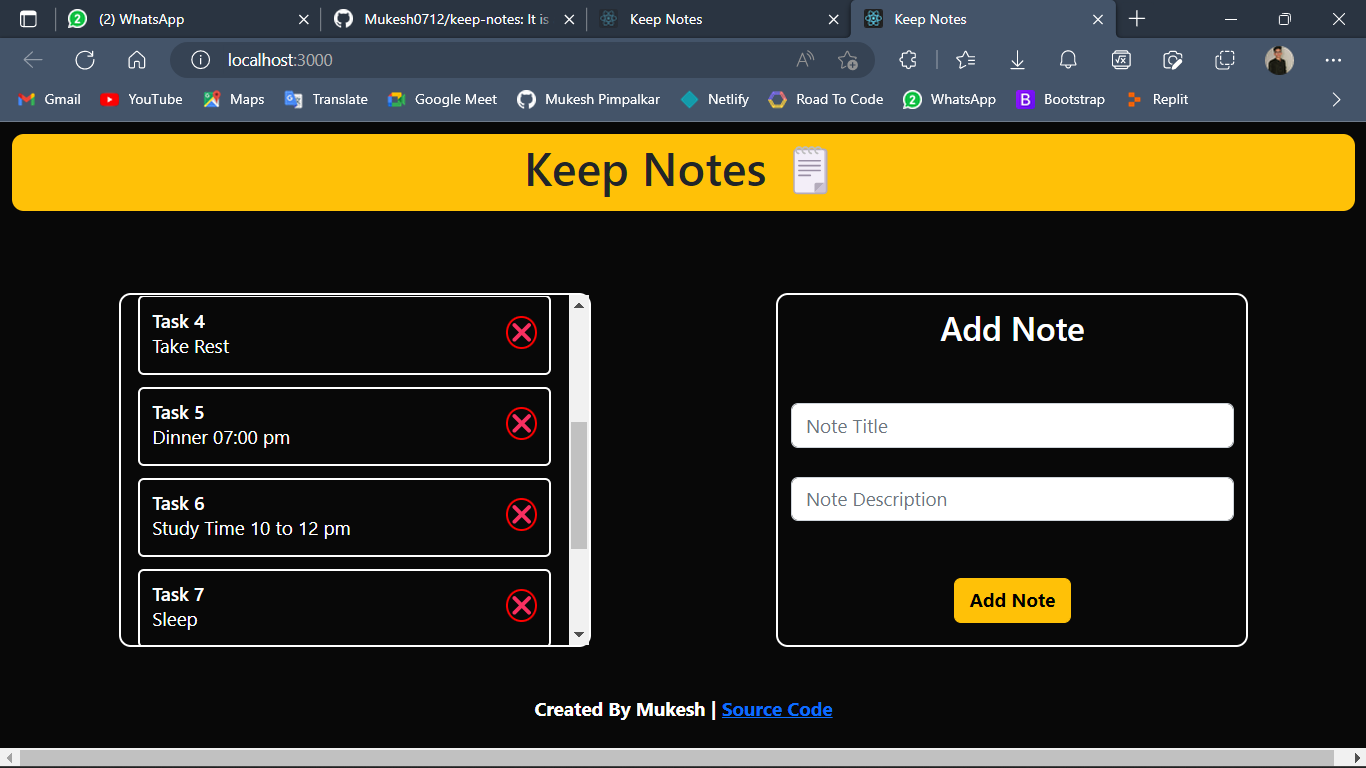 (2) WhatsApp
Mukesh0712/keep-notes: It is
Keep Notes
Keep Notes
localhost:3000
Gmail
YouTube
Maps
Translate
Google Meet
Mukesh Pimpalkar
Netlify
Road To Code
WhatsApp
Bootstrap
Replit
Keep Notes
Task 4
Take Rest
Task 5
Dinner 07:00 pm
Task 6
Study Time 10 to 12 pm
Task 7
Sleep
Add Note
Note Title
Note Description
Add Note
Created By Mukesh | Source Code